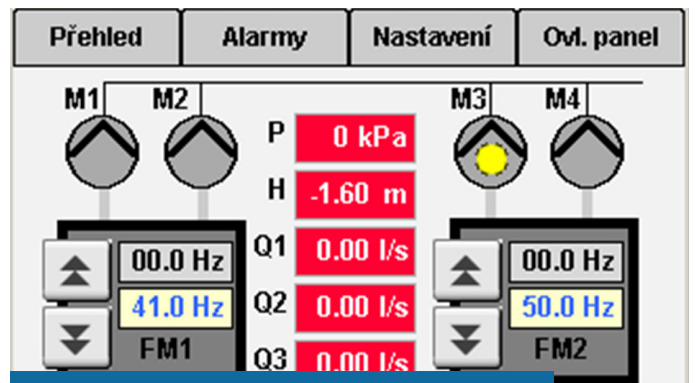 Přehled Alarmy Nastavení Ovl. panel
M1 M2 M3 M4
P 0 kPa
H -1.60 m
Q1 0.00 l/s
00.0 Hz 00.0 Hz
Q2 0.00 l/s
41.0 Hz 50.0 Hz
FM1 FM2
Q3 0.00 l/s